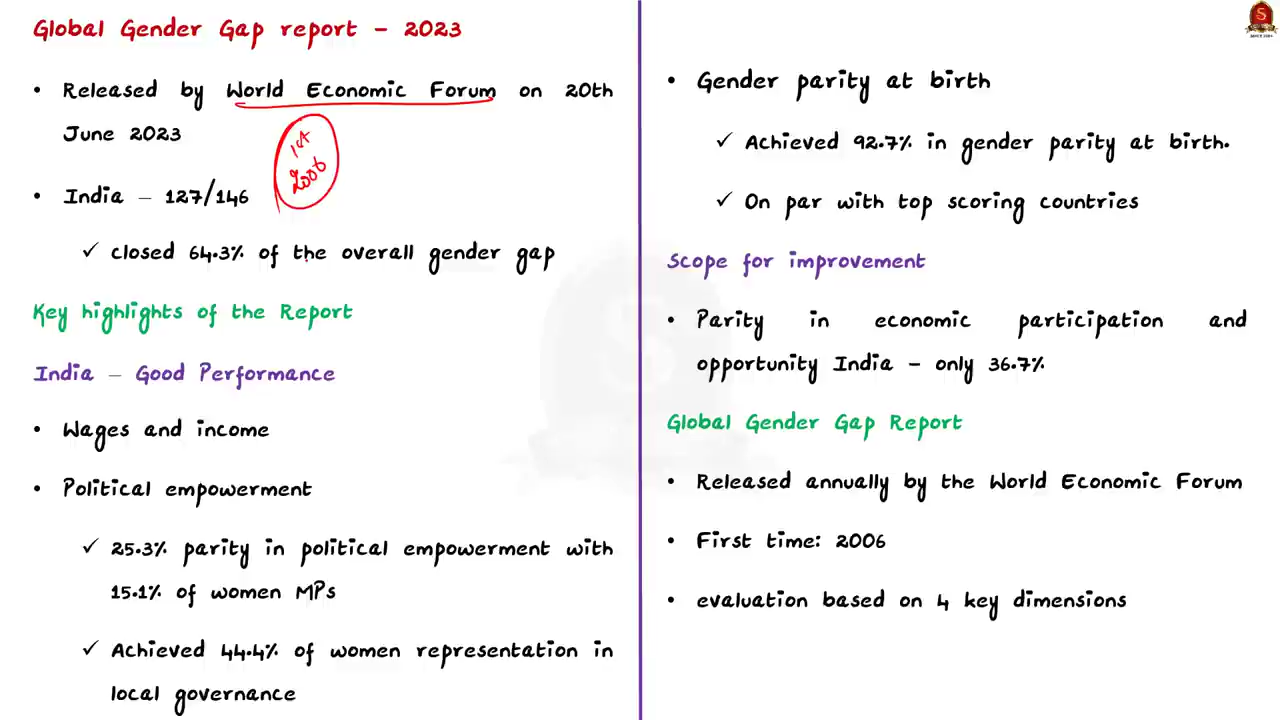 Global Gender Gap report – 2023
• Released by World Economic Forum on 20th
June 2023
1st
2006
• India – 127/146
✓ closed 64.3% of the overall gender gap
Key highlights of the Report
India – Good Performance
• Wages and income
• Political empowerment
✓ 25.3% parity in political empowerment with
15.1% of women MPs
✓ Achieved 44.4% of women representation in
local governance
• Gender parity at birth
✓ Achieved 92.7% in gender parity at birth.
✓ On par with top scoring countries
Scope for improvement
• Parity in economic participation and
opportunity India – only 36.7%
Global Gender Gap Report
• Released annually by the World Economic Forum
• First time: 2006
• evaluation based on 4 key dimensions
S